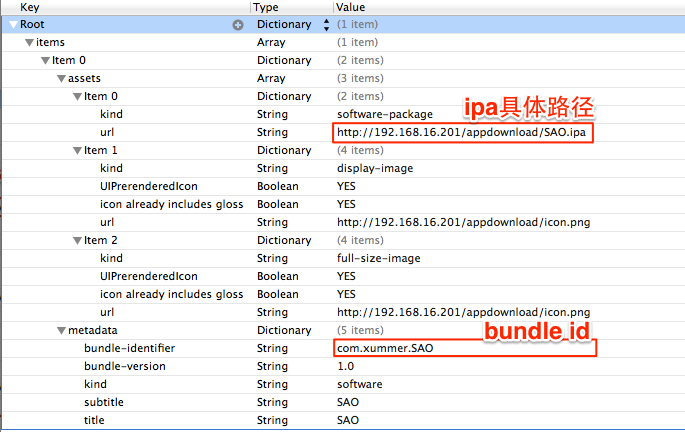 Key Type Value
Root Dictionary (1 item)
items Array (1 item)
Item 0 Dictionary (2 items)
assets Array (3 items)
Item 0 Dictionary (2 items)
ipa具体路径
kind String software-package
url String http://192.168.16.201/appdownload/SAO.ipa
Item 1 Dictionary (4 items)
kind String display-image
UIPrerenderedIcon Boolean YES
icon already includes gloss Boolean YES
url String http://192.168.16.201/appdownload/icon.png
Item 2 Dictionary (4 items)
kind String full-size-image
UIPrerenderedIcon Boolean YES
icon already includes gloss Boolean YES
url String http://192.168.16.201/appdownload/icon.png
metadata Dictionary (5 items)
bundle id
bundle-identifier String com.xummer.SAO
bundle-version String 1.0
kind String software
subtitle String SAO
title String SAO